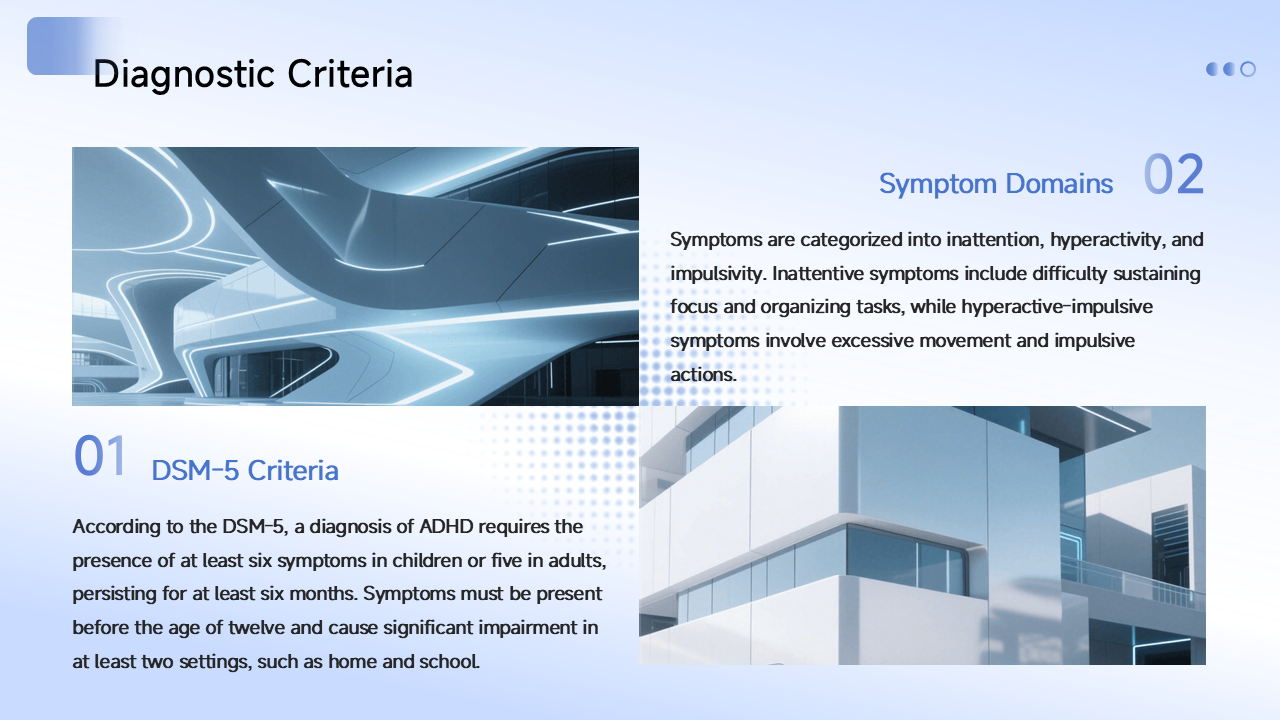 Diagnostic Criteria
01
DSM-5 Criteria
According to the DSM-5, a diagnosis of ADHD requires the
presence of at least six symptoms in children or five in adults,
persisting for at least six months. Symptoms must be present
before the age of twelve and cause significant impairment in
at least two settings, such as home and school.
Symptom Domains
02
Symptoms are categorized into inattention, hyperactivity, and
impulsivity. Inattentive symptoms include difficulty sustaining
focus and organizing tasks, while hyperactive-impulsive
symptoms involve excessive movement and impulsive
actions.